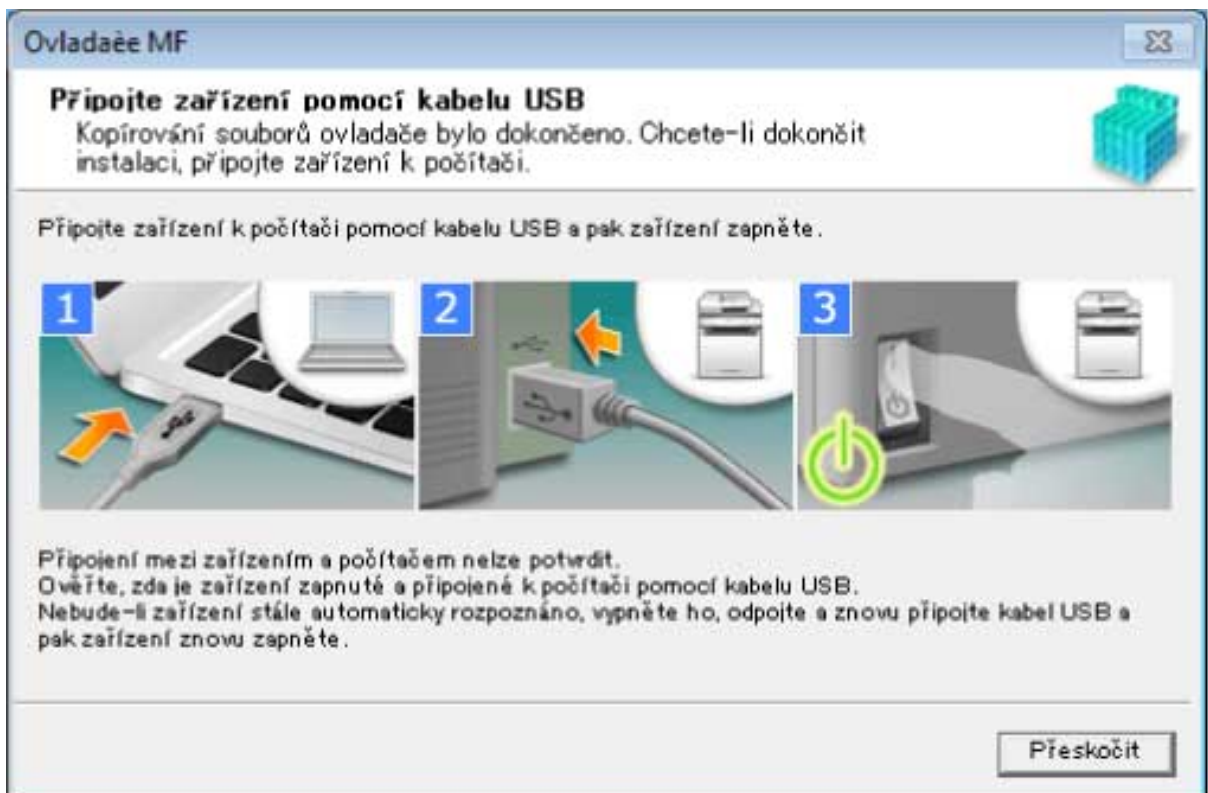 Ovladaèe MF
Připojte zařízení pomocí kabelu USB
Kopírování souborů ovladače bylo dokončeno. Chcete-li dokončit
instalaci, připojte zařízení k počítači.
Připojte zařízení k počítači pomocí kabelu USB a pak zařízení zapněte.
1
2
3
Připojení mezi zařízením a počítačem nelze potvrdit.
Ověřte, zda je zařízení zapnuté a připojené k počítači pomocí kabelu USB.
Nebude-li zařízení stále automaticky rozpoznáno, vypněte ho, odpojte a znovu připojte kabel USB a
pak zařízení znovu zapněte.
Přeskočit